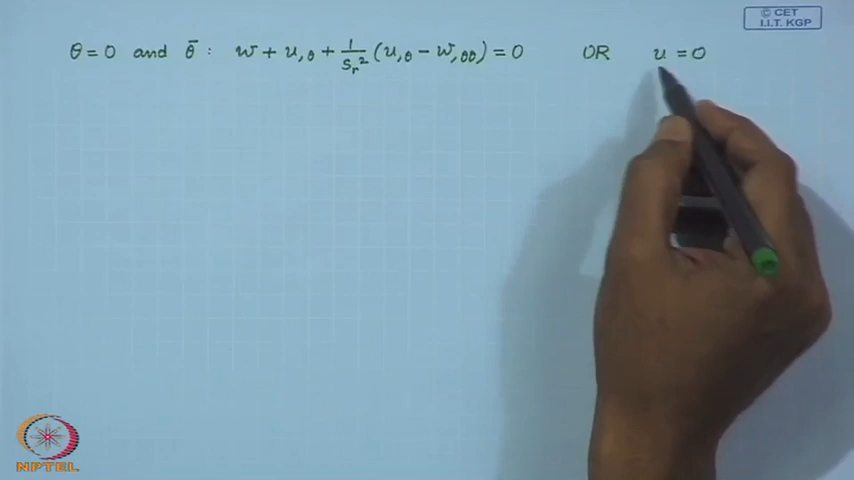 © CET
I.I.T. KGP
θ = 0 and θ̄ : w + u,θ + 1/s_r² (u,θ − w,θθ) = 0 OR u = 0
NPTEL